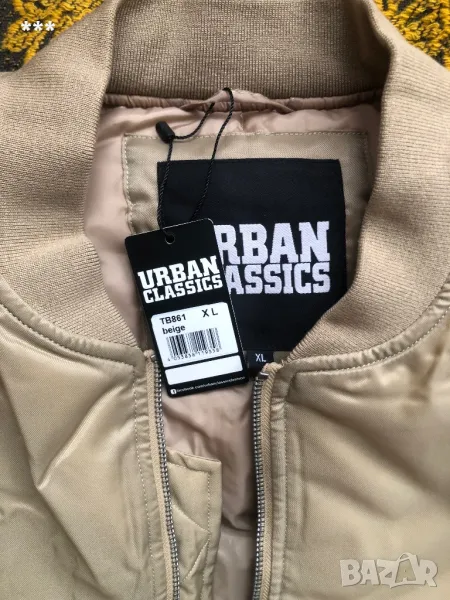 ***
URBAN
CLASSICS
XL
URBAN
CLASSICS
TB861 XL
beige
BAZAR